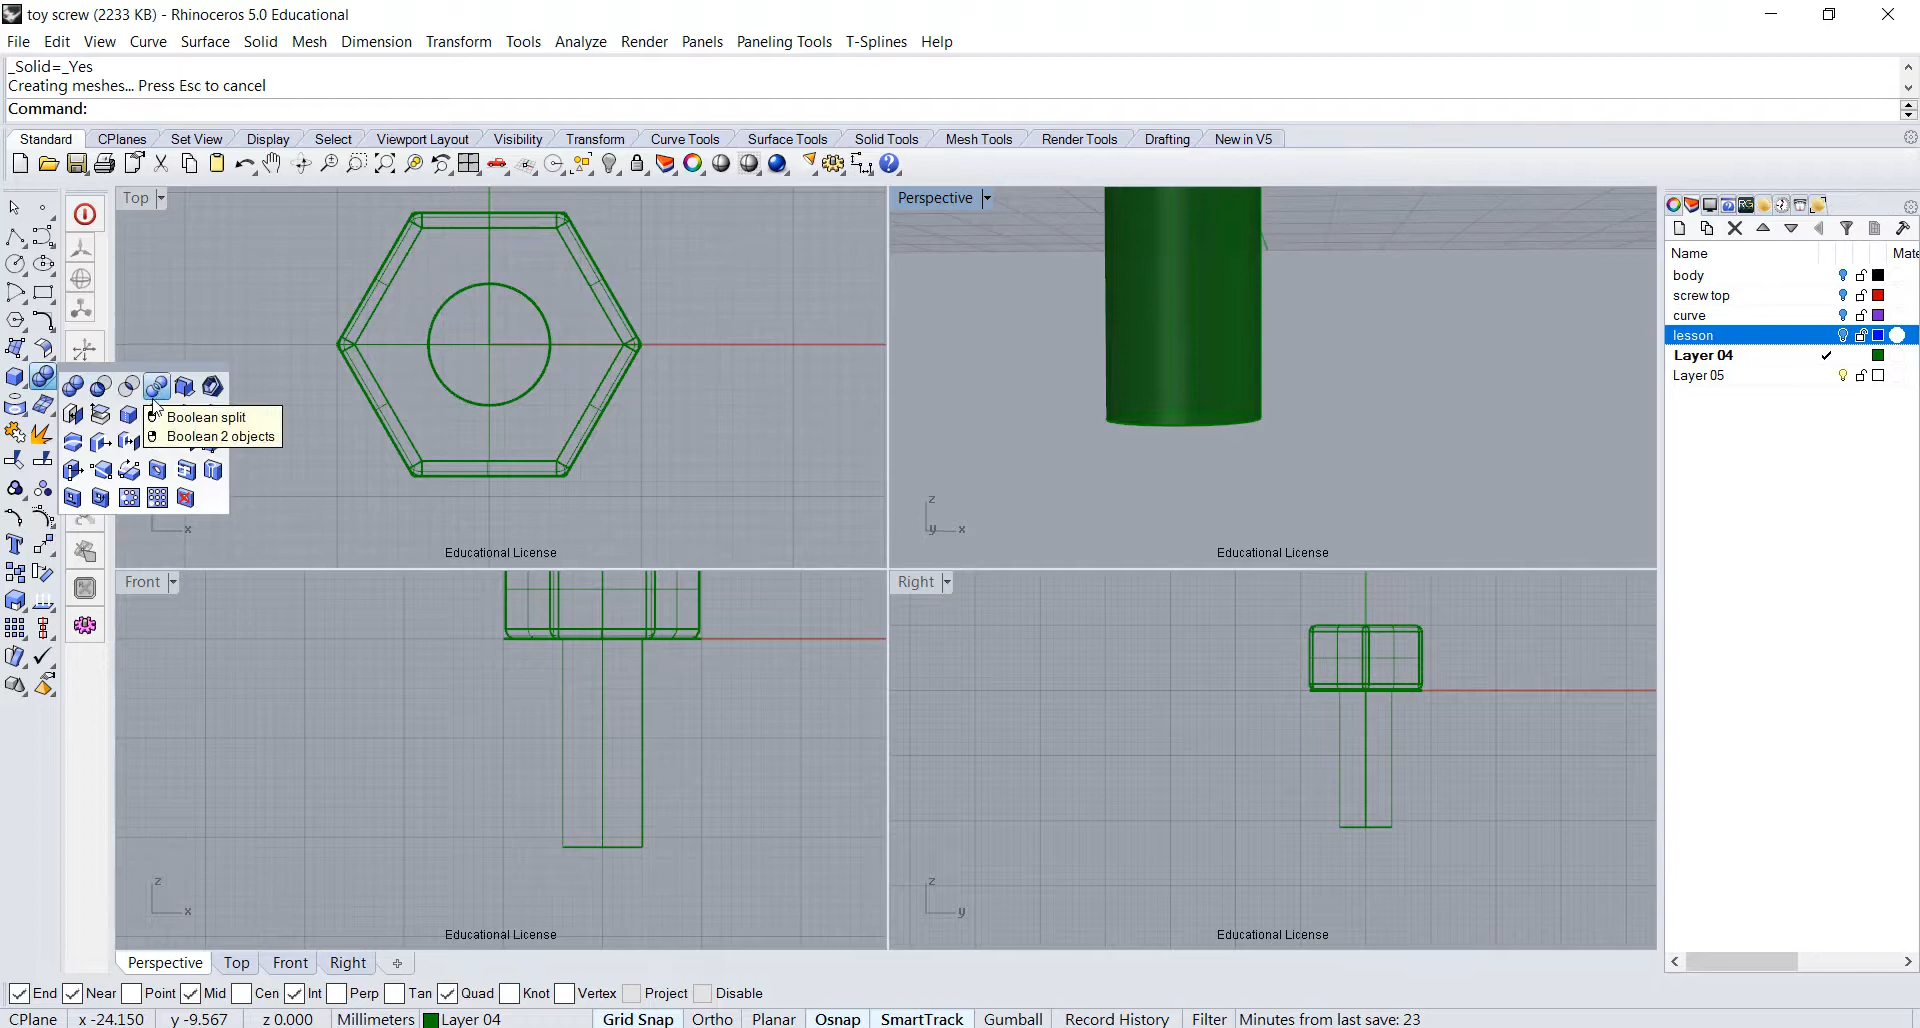 toy screw (2233 KB) - Rhinoceros 5.0 Educational
File Edit View Curve Surface Solid Mesh Dimension Transform Tools Analyze Render Panels Paneling Tools T-Splines Help
_Solid=_Yes
Creating meshes... Press Esc to cancel
Command:
Standard CPlanes Set View Display Select Viewport Layout Visibility Transform Curve Tools Surface Tools Solid Tools Mesh Tools Render Tools Drafting New in V5
Top
Perspective
Name Mate
body
screw top
curve
lesson
Layer 04
Layer 05
Boolean split
Boolean 2 objects
x
z
y x
Educational License
Educational License
Front
Right
z
x
z
y
Educational License
Educational License
Perspective Top Front Right
End Near Point Mid Cen Int Perp Tan Quad Knot Vertex Project Disable
CPlane x -24.150 y -9.567 z 0.000 Millimeters Layer 04 Grid Snap Ortho Planar Osnap SmartTrack Gumball Record History Filter Minutes from last save: 23